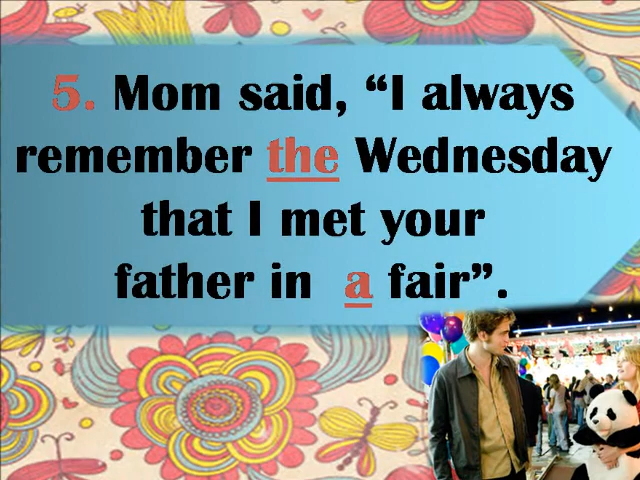 5. Mom said, “I always
remember the Wednesday
that I met your
father in a fair”.